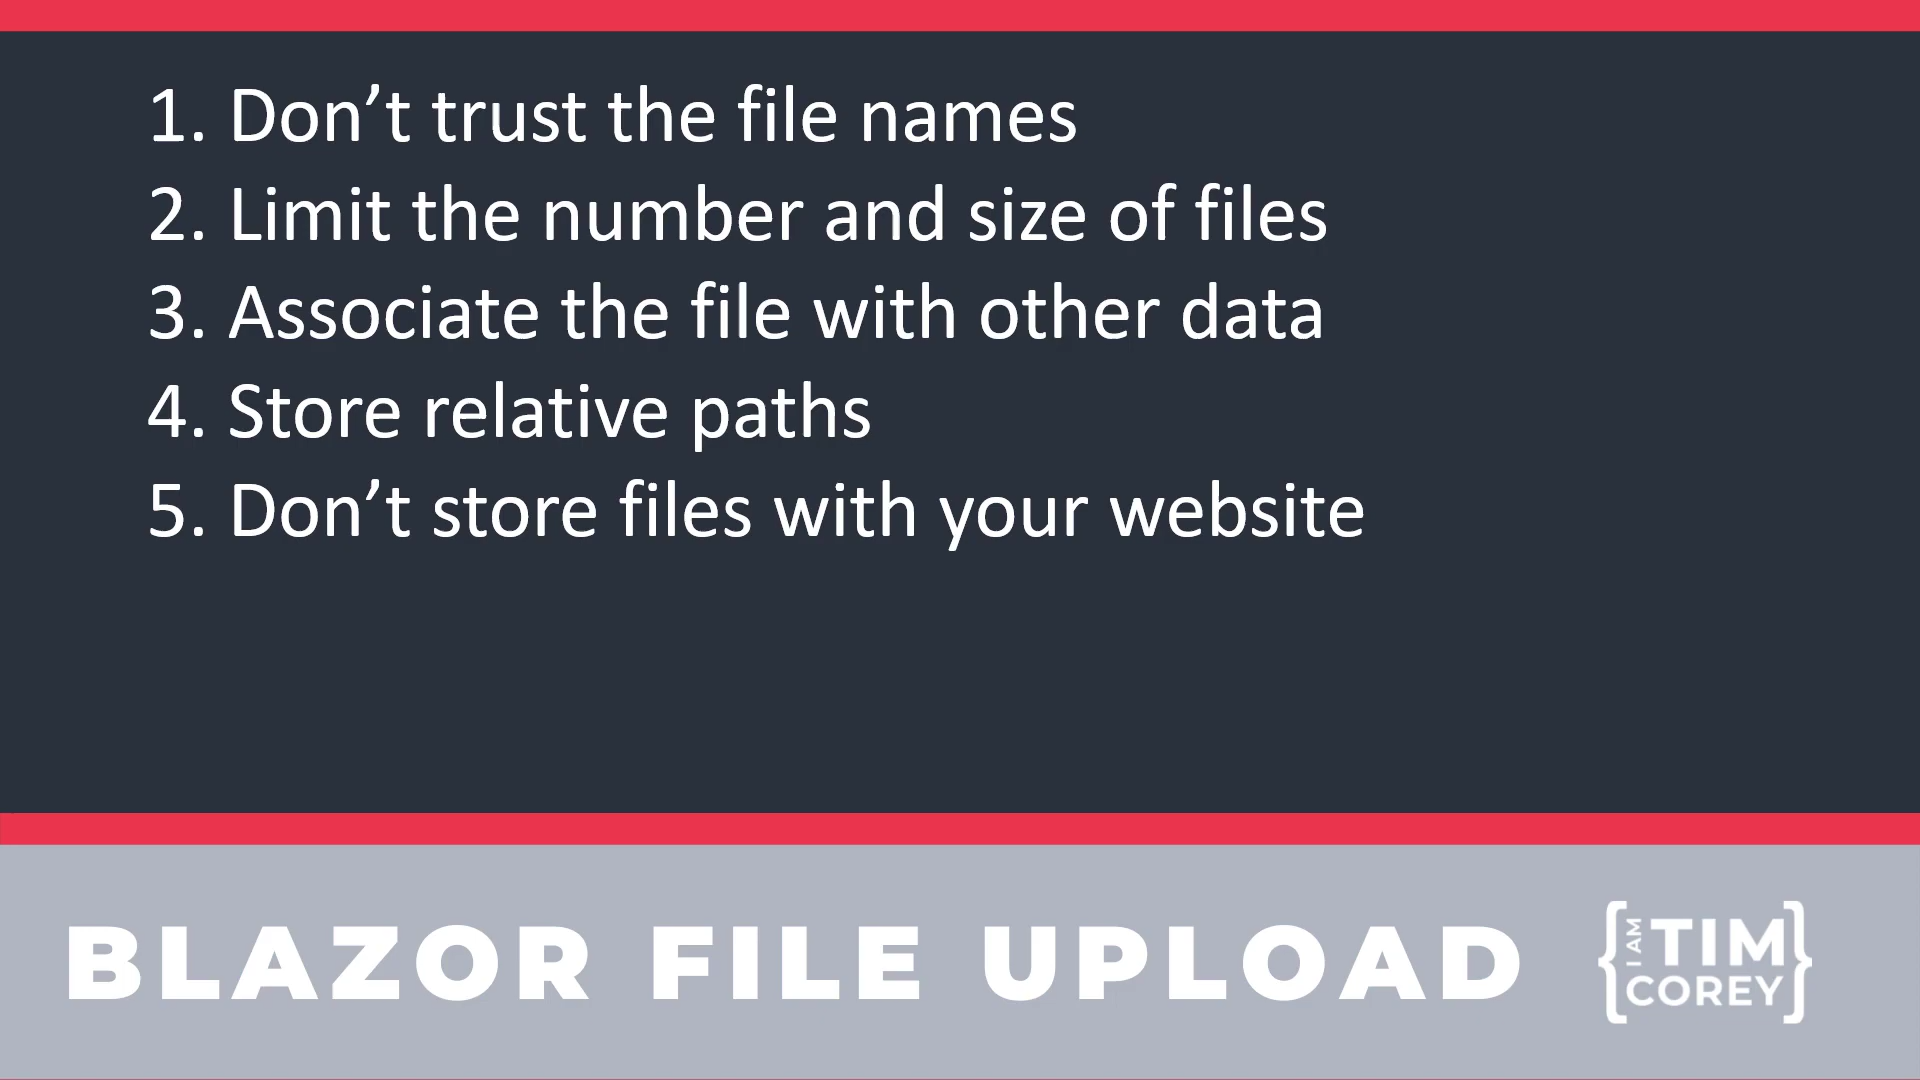 1. Don’t trust the file names
2. Limit the number and size of files
3. Associate the file with other data
4. Store relative paths
5. Don’t store files with your website
BLAZOR FILE UPLOAD
{I AM TIM COREY}